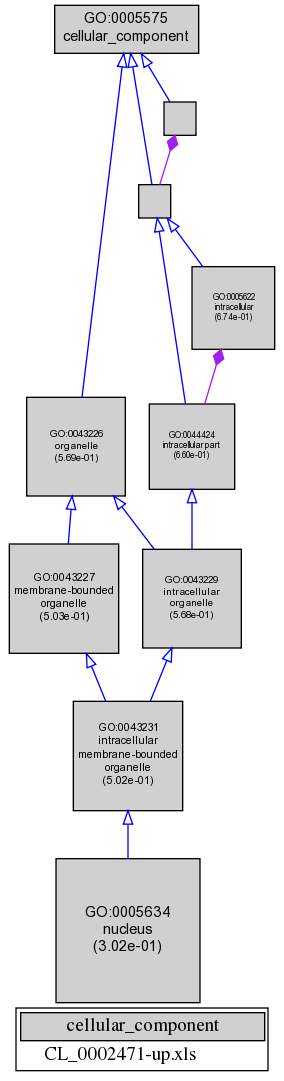 GO:0005575
cellular_component
GO:0005622
intracellular
(6.74e-01)
GO:0043226
organelle
(5.69e-01)
GO:0044424
intracellular part
(6.60e-01)
GO:0043227
membrane-bounded
organelle
(5.03e-01)
GO:0043229
intracellular
organelle
(5.68e-01)
GO:0043231
intracellular
membrane-bounded
organelle
(5.02e-01)
GO:0005634
nucleus
(3.02e-01)
cellular_component
CL_0002471-up.xls